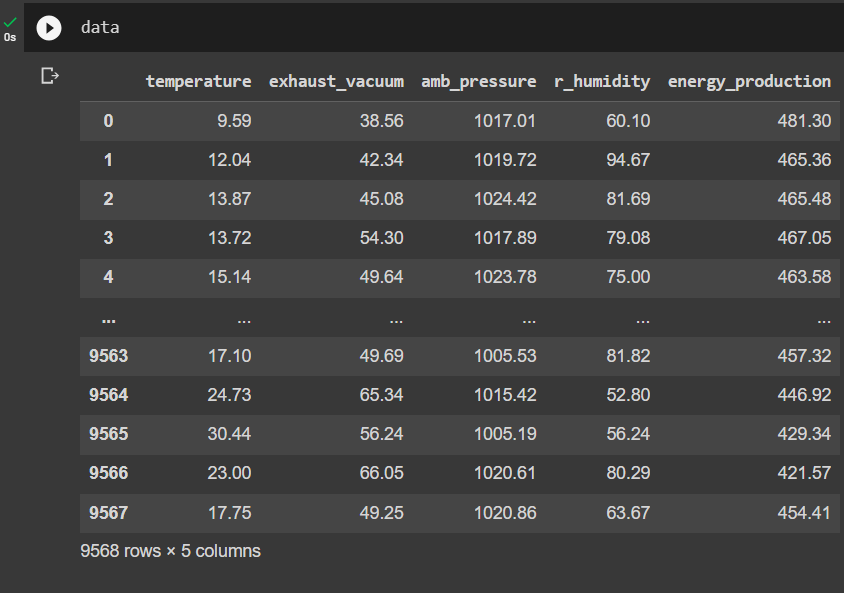 0s
data
temperature exhaust_vacuum amb_pressure r_humidity energy_production
0 9.59 38.56 1017.01 60.10 481.30
1 12.04 42.34 1019.72 94.67 465.36
2 13.87 45.08 1024.42 81.69 465.48
3 13.72 54.30 1017.89 79.08 467.05
4 15.14 49.64 1023.78 75.00 463.58
... ... ... ... ... ...
9563 17.10 49.69 1005.53 81.82 457.32
9564 24.73 65.34 1015.42 52.80 446.92
9565 30.44 56.24 1005.19 56.24 429.34
9566 23.00 66.05 1020.61 80.29 421.57
9567 17.75 49.25 1020.86 63.67 454.41
9568 rows × 5 columns